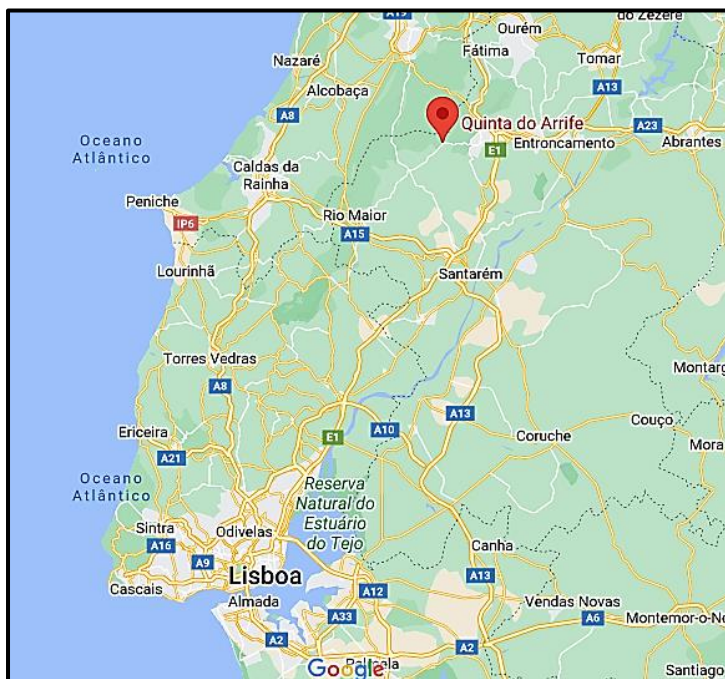 A19
do Zêzere
Ourém
Nazaré
Fátima
Tomar
Alcobaça
A13
A8
Quinta do Arrife
A23
Oceano
Atlântico
E1
Entroncamento
Abrantes
Caldas da
Rainha
Peniche
Rio Maior
IP6
A15
Lourinhã
Santarém
Torres Vedras
Montarg
A8
A13
Couço
Ericeira
A10
Coruche
E1
Mora
A21
Oceano
Atlântico
Reserva
Natural do
Estuário
do Tejo
Sintra
Odivelas
A16
Canha
A9
Lisboa
A13
Cascais
A12
Almada
Vendas Novas
A33
A6
Montemor-o-No
A2
A2
Google
Santiago